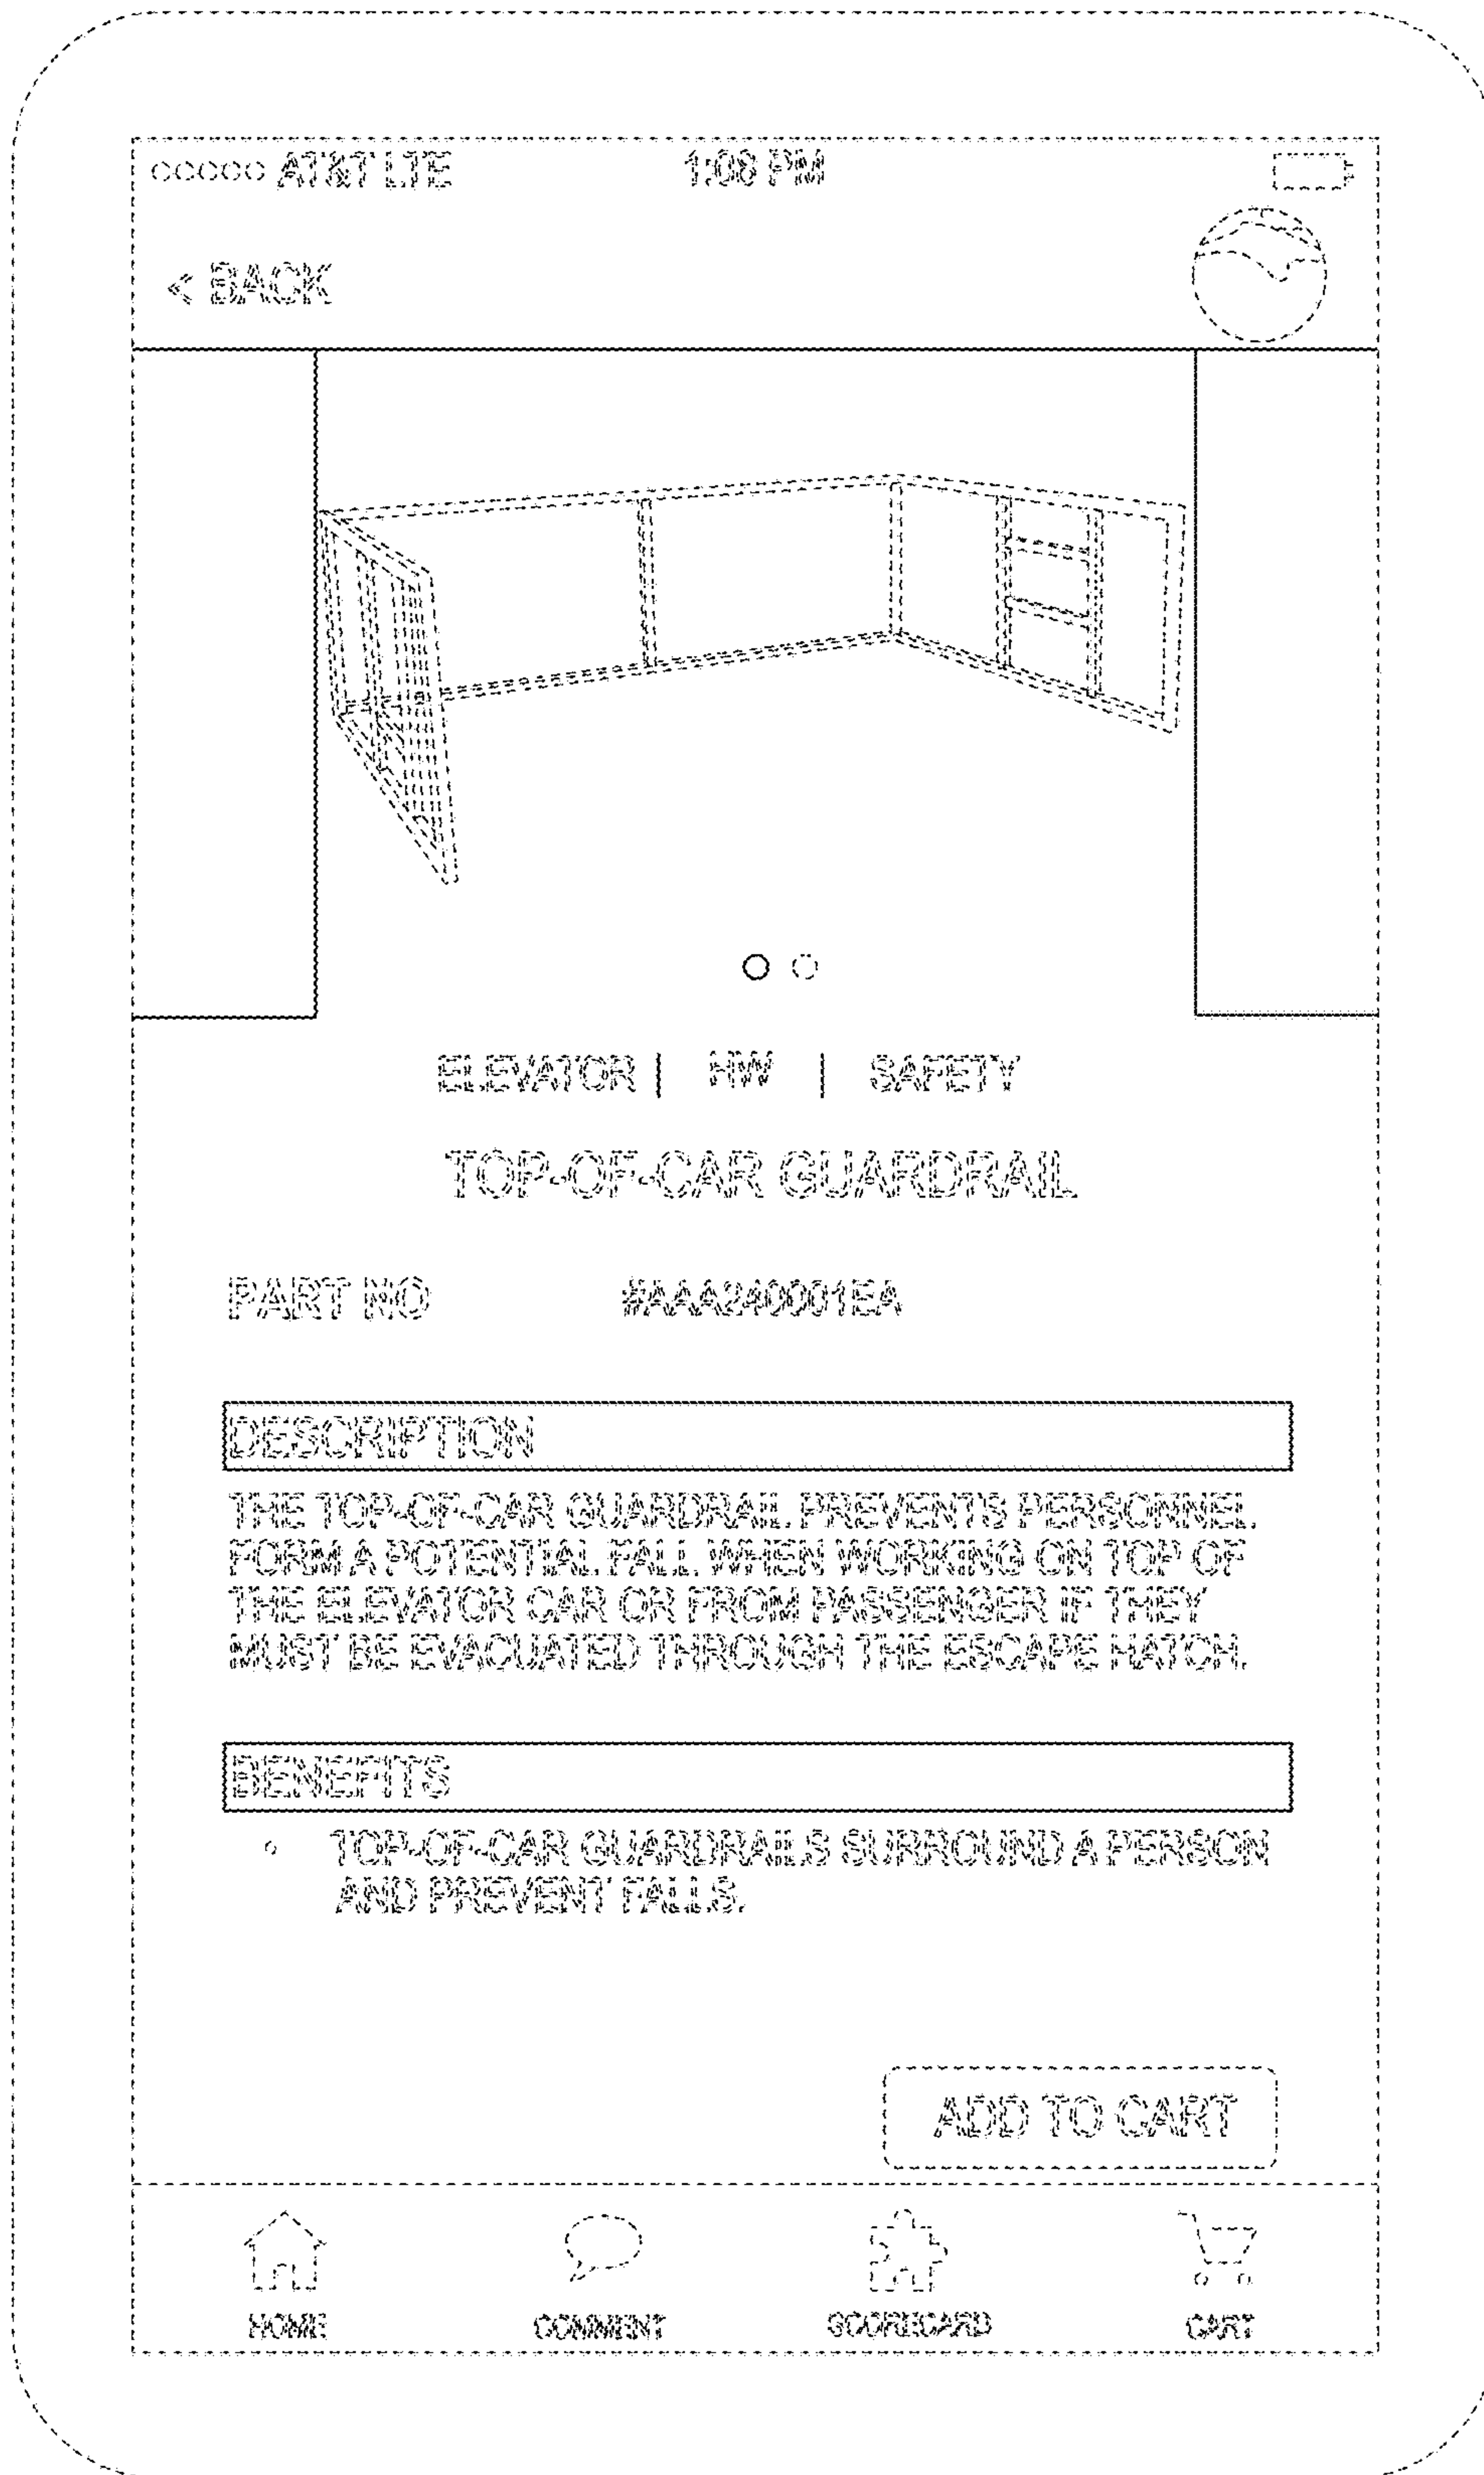 AT&T LTE 1:08 PM
< BACK
ELEVATOR | HW | SAFETY
TOP-OF-CAR GUARDRAIL
PART NO #AAA240001EA
DESCRIPTION
THE TOP-OF-CAR GUARDRAIL PREVENTS PERSONNEL
FORM A POTENTIAL FALL WHEN WORKING ON TOP OF
THE ELEVATOR CAR OR FROM PASSENGER IF THEY
MUST BE EVACUATED THROUGH THE ESCAPE HATCH.
BENEFITS
TOP-OF-CAR GUARDRAILS SURROUND A PERSON
AND PREVENT FALLS.
ADD TO CART
HOME COMMENT SCORECARD CART